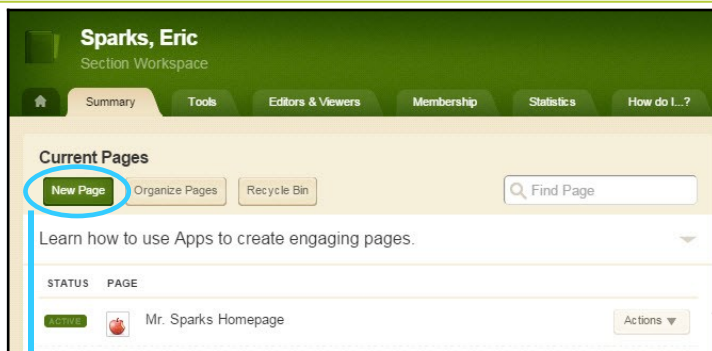 Sparks, Eric
Section Workspace
Summary Tools Editors & Viewers Membership Statistics How do I...?
Current Pages
New Page Organize Pages Recycle Bin Find Page
Learn how to use Apps to create engaging pages.
STATUS PAGE
ACTIVE Mr. Sparks Homepage Actions